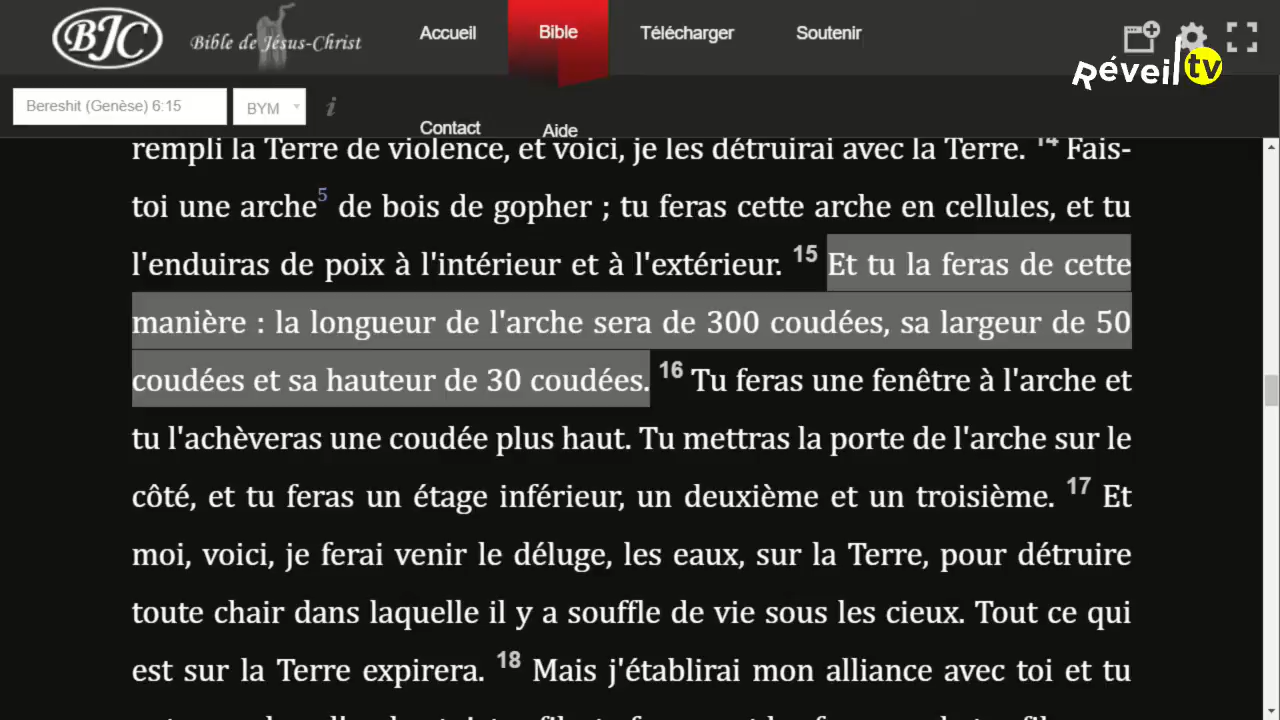 BJC
Bible de Jésus-Christ
Accueil
Bible
Télécharger
Soutenir
Réveil tv
Bereshit (Genèse) 6:15
BYM
i
Contact
Aide
rempli la Terre de violence, et voici, je les détruirai avec la Terre. 14 Fais-
toi une arche5 de bois de gopher ; tu feras cette arche en cellules, et tu
l'enduiras de poix à l'intérieur et à l'extérieur. 15 Et tu la feras de cette
manière : la longueur de l'arche sera de 300 coudées, sa largeur de 50
coudées et sa hauteur de 30 coudées. 16 Tu feras une fenêtre à l'arche et
tu l'achèveras une coudée plus haut. Tu mettras la porte de l'arche sur le
côté, et tu feras un étage inférieur, un deuxième et un troisième. 17 Et
moi, voici, je ferai venir le déluge, les eaux, sur la Terre, pour détruire
toute chair dans laquelle il y a souffle de vie sous les cieux. Tout ce qui
est sur la Terre expirera. 18 Mais j'établirai mon alliance avec toi et tu